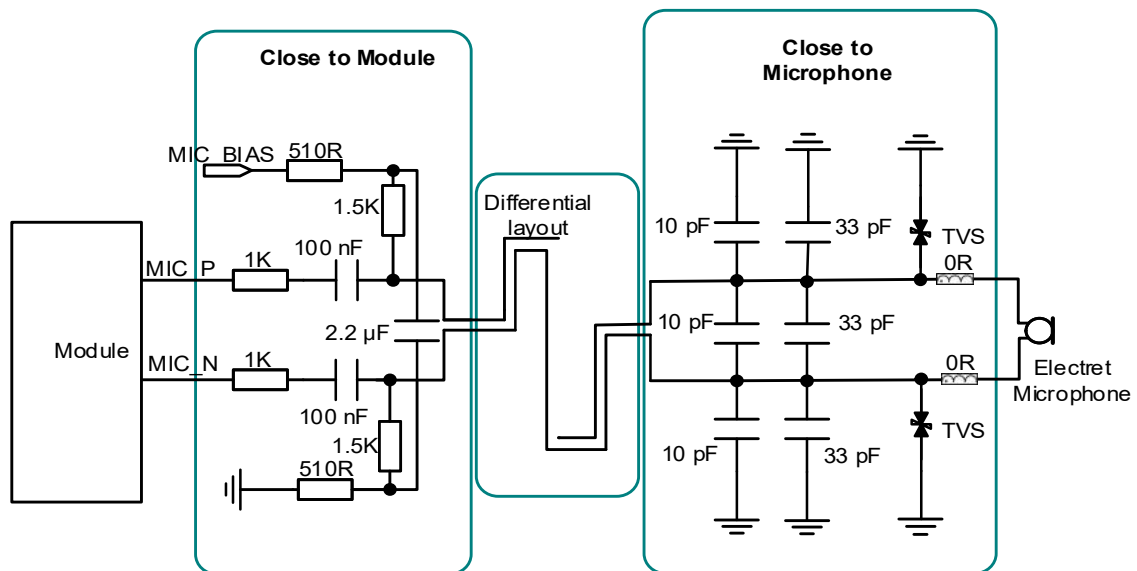 Close to Module
Close to
Microphone
MIC_BIAS
510R
1.5K
Differential
layout
10 pF
33 pF
TVS
100 nF
MIC_P
1K
0R
2.2 µF
10 pF
33 pF
Module
MIC_N
1K
0R
Electret
Microphone
100 nF
1.5K
10 pF
33 pF
TVS
510R